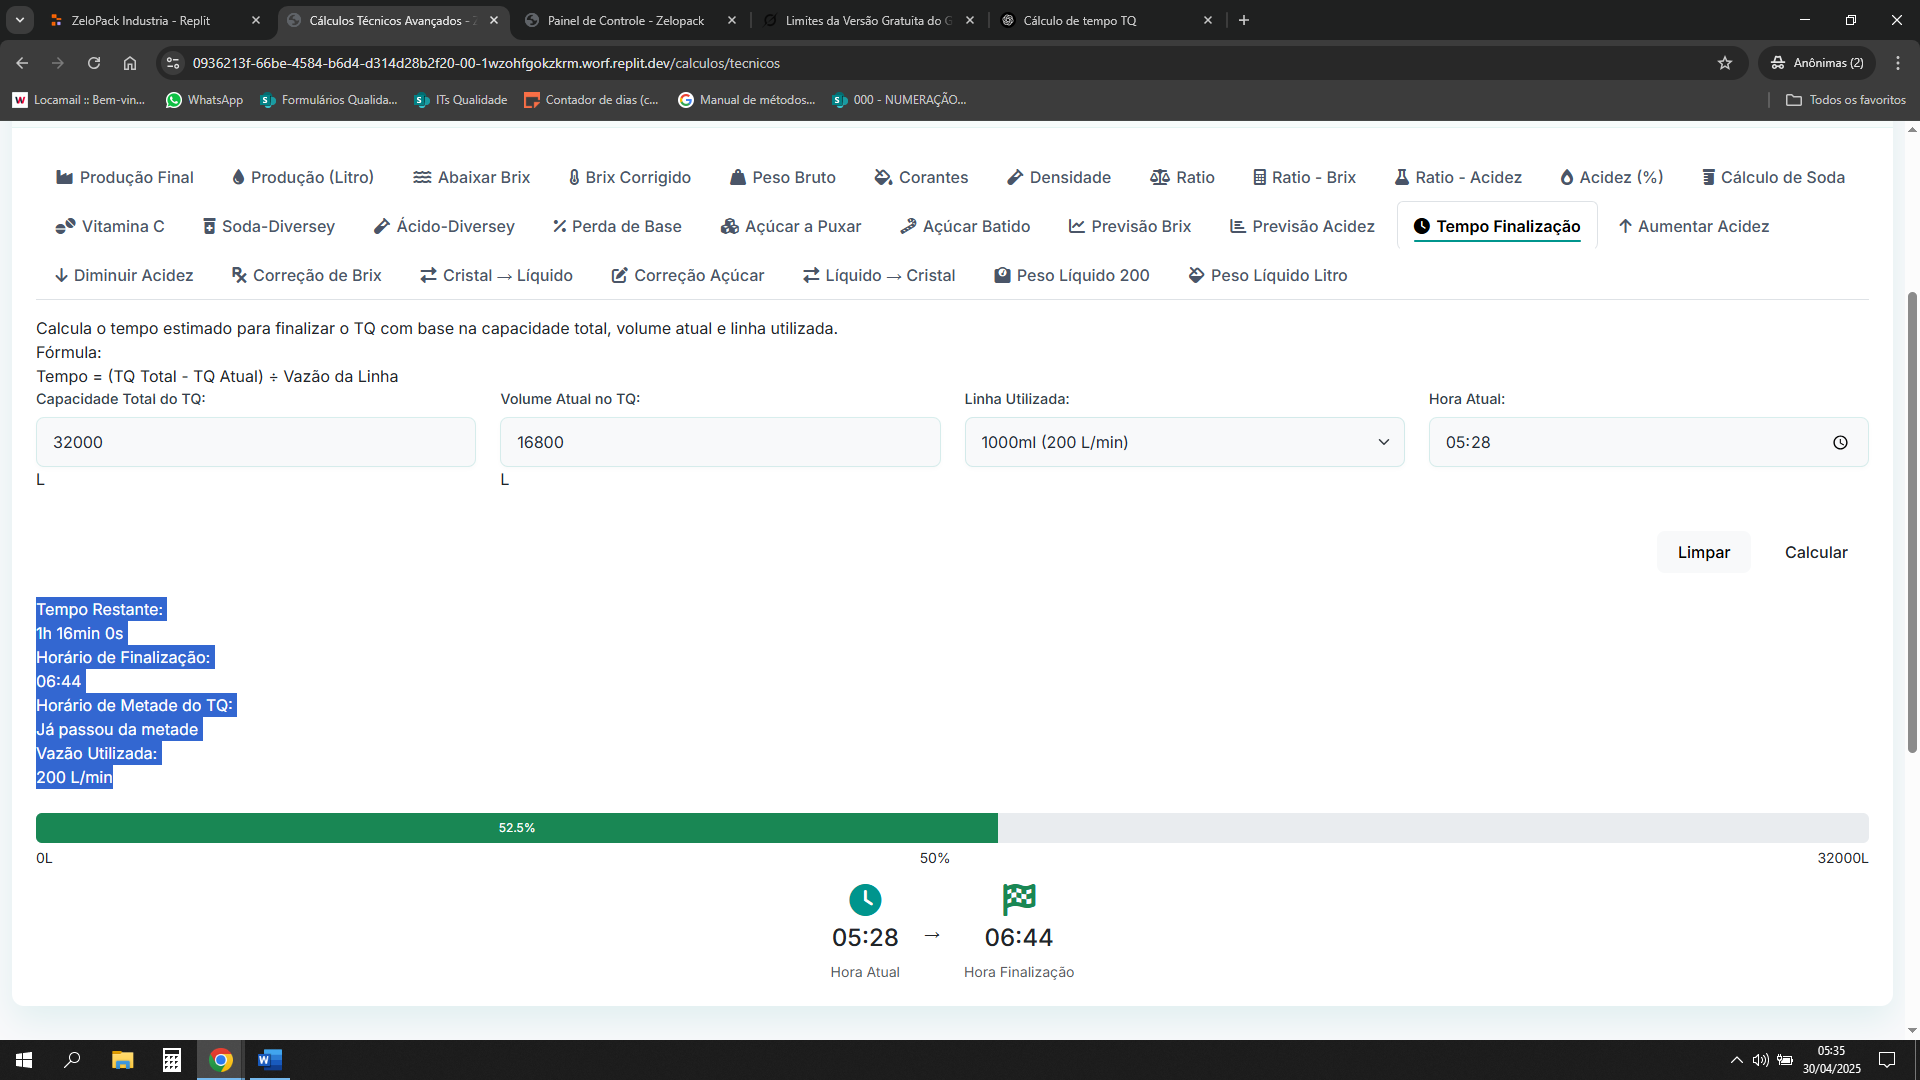 ZeloPack Industria - Replit
Cálculos Técnicos Avançados -
Painel de Controle - Zelopack
Limites da Versão Gratuita do G
Cálculo de tempo TQ
0936213f-66be-4584-b6d4-d314d28b2f20-00-1wzohfgokzkrm.worf.replit.dev/calculos/tecnicos
Anônimas (2)
Locamail :: Bem-vin...
WhatsApp
Formulários Qualida...
ITs Qualidade
Contador de dias (c...
Manual de métodos...
000 - NUMERAÇÃO...
Todos os favoritos
Produção Final
Produção (Litro)
Abaixar Brix
Brix Corrigido
Peso Bruto
Corantes
Densidade
Ratio
Ratio - Brix
Ratio - Acidez
Acidez (%)
Cálculo de Soda
Vitamina C
Soda-Diversey
Ácido-Diversey
Perda de Base
Açúcar a Puxar
Açúcar Batido
Previsão Brix
Previsão Acidez
Tempo Finalização
Aumentar Acidez
Diminuir Acidez
Correção de Brix
Cristal → Líquido
Correção Açúcar
Líquido → Cristal
Peso Líquido 200
Peso Líquido Litro
Calcula o tempo estimado para finalizar o TQ com base na capacidade total, volume atual e linha utilizada.
Fórmula:
Tempo = (TQ Total - TQ Atual) ÷ Vazão da Linha
Capacidade Total do TQ:
Volume Atual no TQ:
Linha Utilizada:
Hora Atual:
32000
16800
1000ml (200 L/min)
05:28
L
L
Limpar
Calcular
Tempo Restante:
1h 16min 0s
Horário de Finalização:
06:44
Horário de Metade do TQ:
Já passou da metade
Vazão Utilizada:
200 L/min
52.5%
0L
50%
32000L
05:28
→
06:44
Hora Atual
Hora Finalização
05:35
30/04/2025